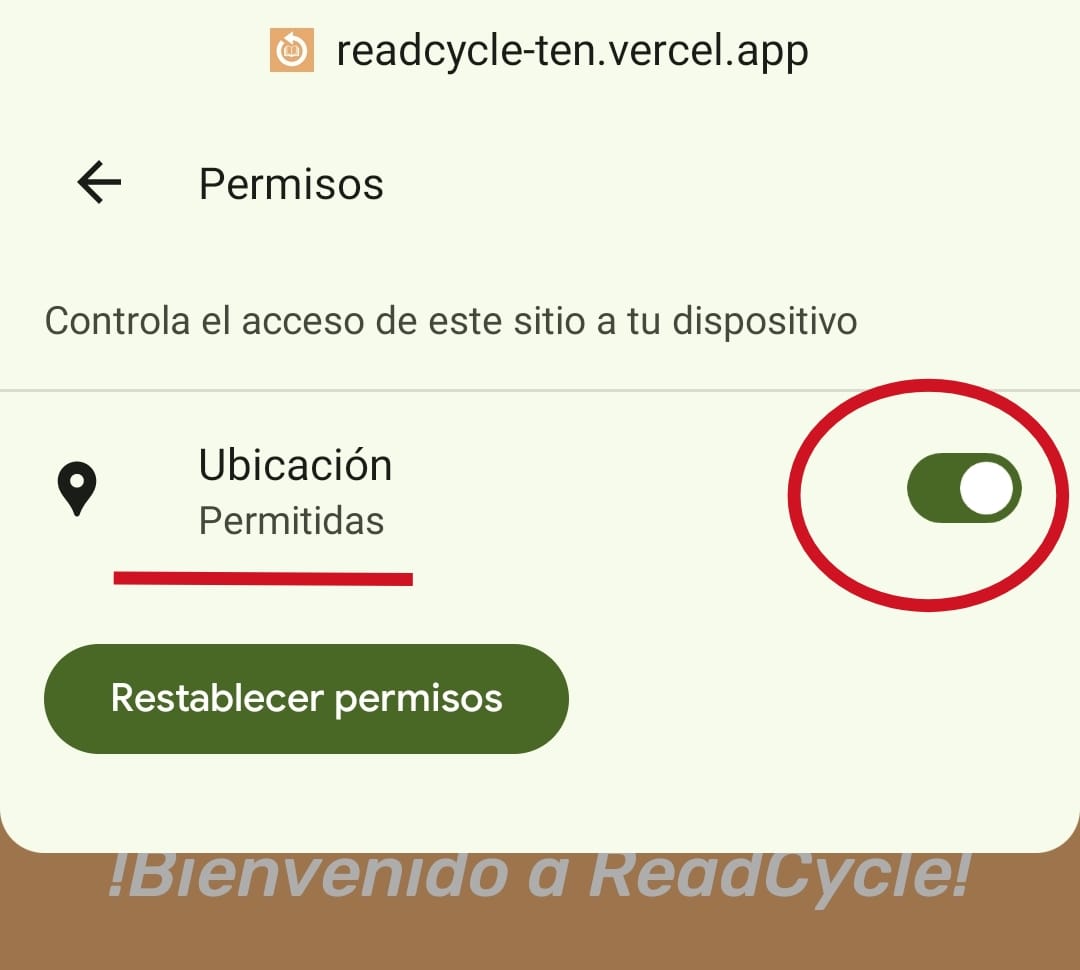 readcycle-ten.vercel.app
Permisos
Controla el acceso de este sitio a tu dispositivo
Ubicación
Permitidas
Restablecer permisos
!Bienvenido a ReadCycle!